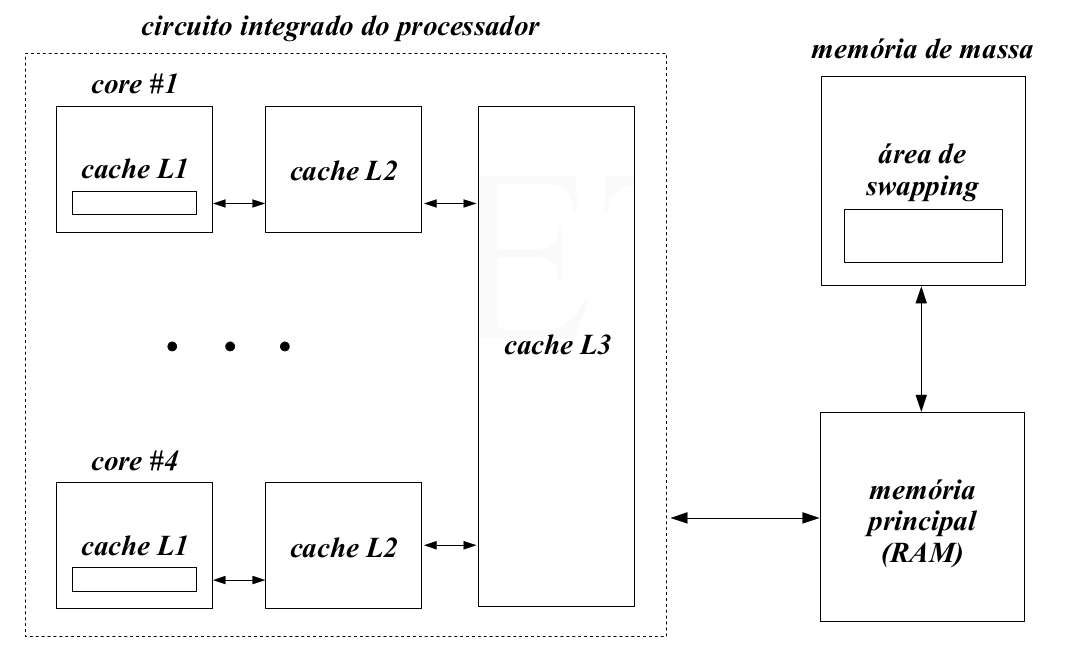 circuito integrado do processador
memória de massa
core #1
cache L1
cache L2
área de
swapping
cache L3
core #4
cache L1
cache L2
memória
principal
(RAM)